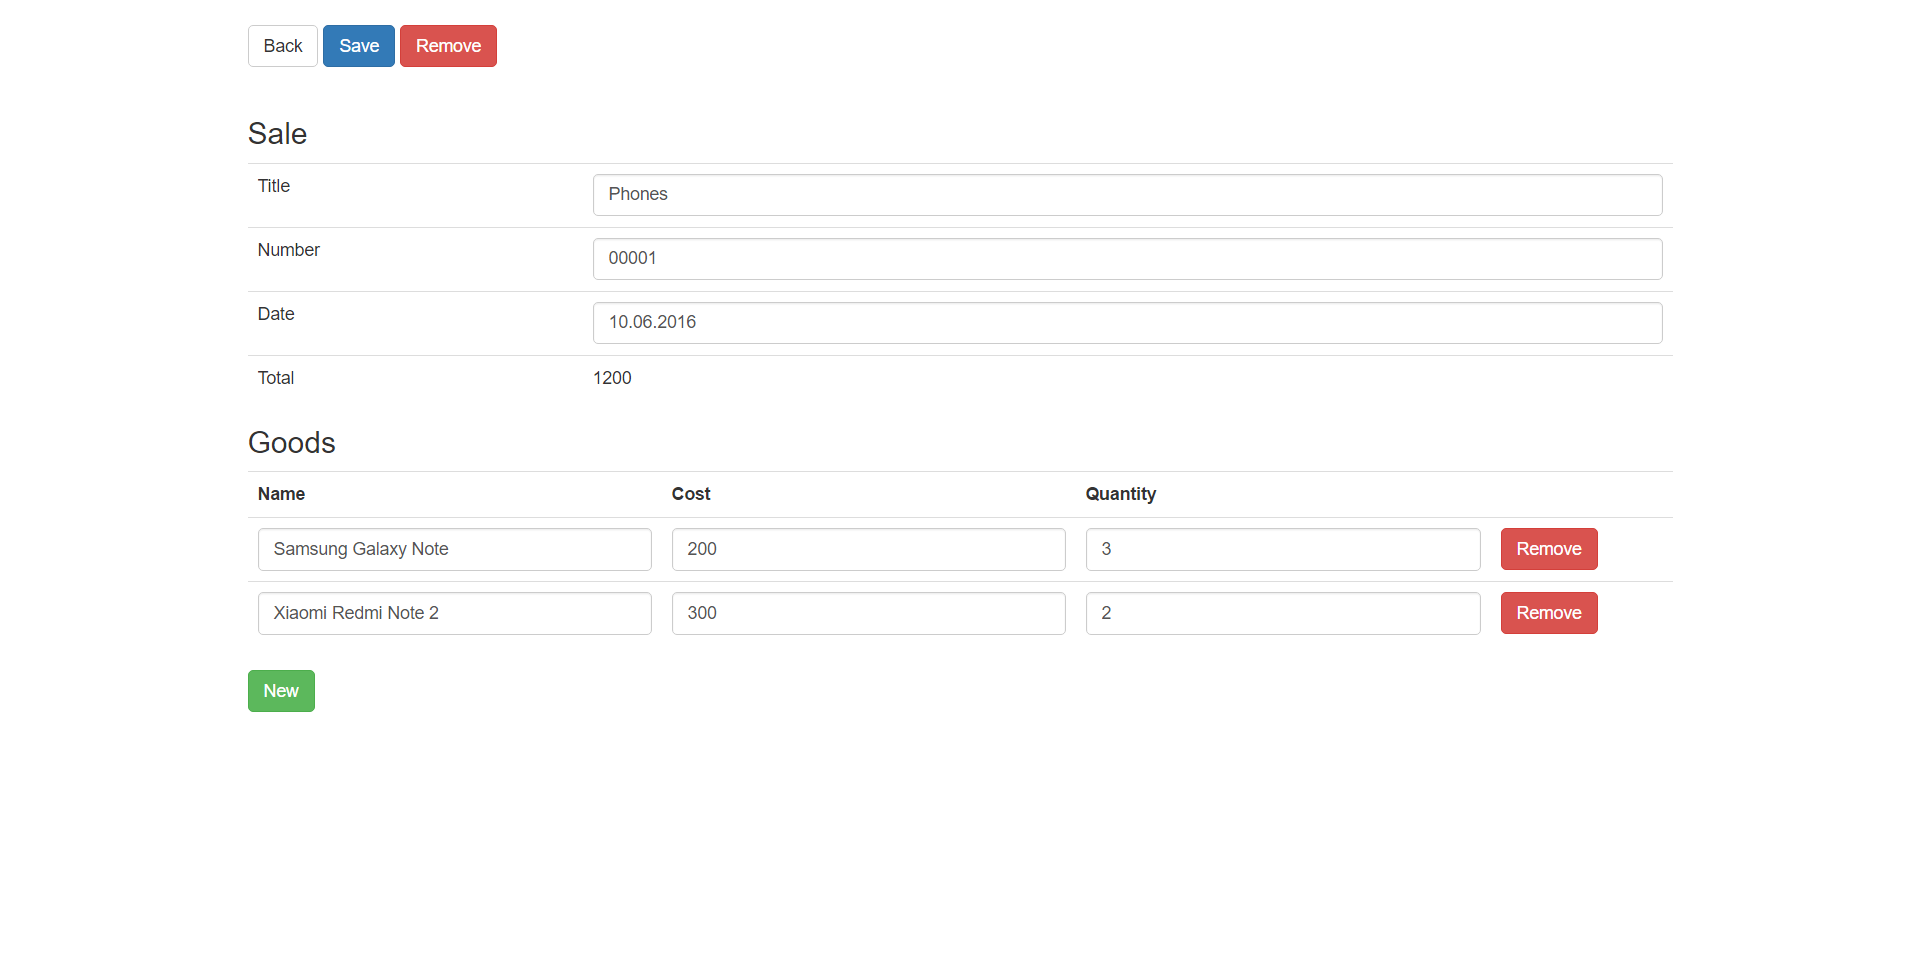 Back Save Remove
Sale
Title Phones
Number 00001
Date 10.06.2016
Total 1200
Goods
Name Cost Quantity
Samsung Galaxy Note 200 3 Remove
Xiaomi Redmi Note 2 300 2 Remove
New